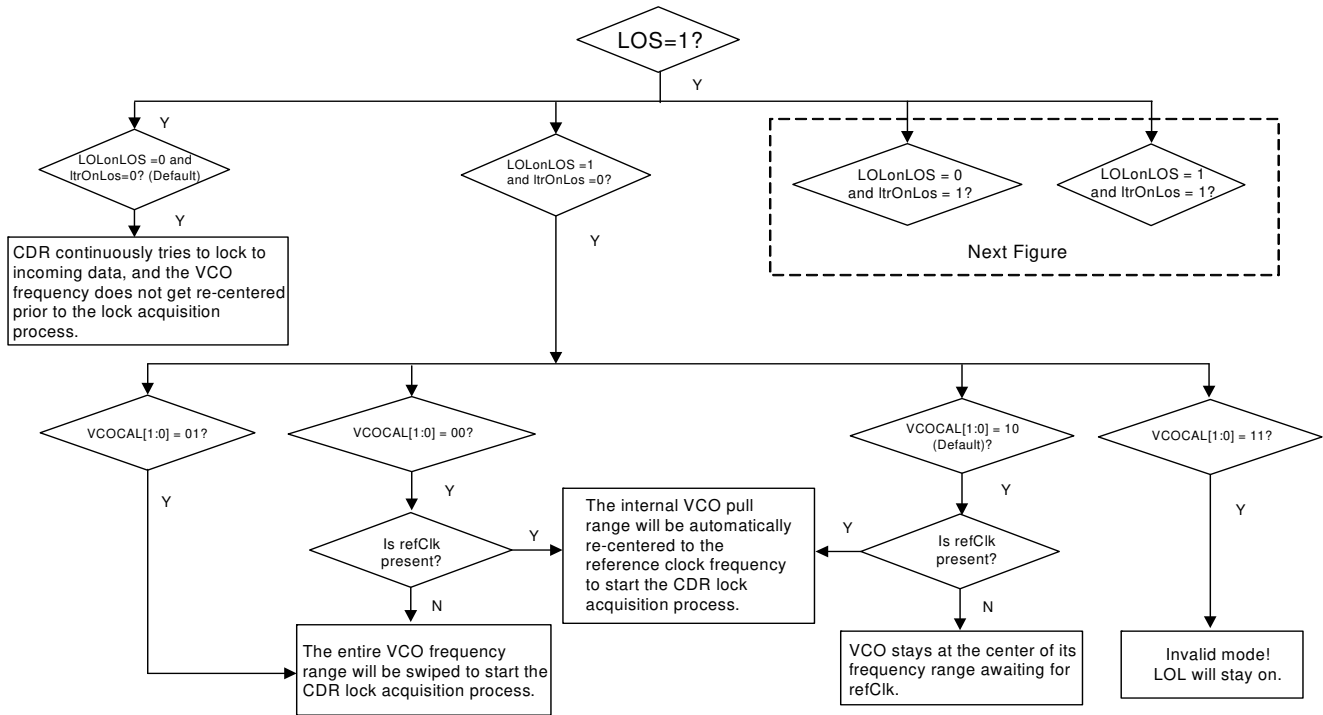 LOS=1?
Y
Y
LOLonLOS =0 and
ltrOnLos=0? (Default)
Y
CDR continuously tries to lock to
incoming data, and the VCO
frequency does not get re-centered
prior to the lock acquisition
process.
LOLonLOS =1
and ltrOnLos =0?
Y
LOLonLOS = 0
and ltrOnLos = 1?
LOLonLOS = 1
and ltrOnLos = 1?
Next Figure
VCOCAL[1:0] = 01?
Y
VCOCAL[1:0] = 00?
Y
Is refClk
present?
Y
N
The entire VCO frequency
range will be swiped to start the
CDR lock acquisition process.
The internal VCO pull
range will be automatically
re-centered to the
reference clock frequency
to start the CDR lock
acquisition process.
VCOCAL[1:0] = 10
(Default)?
Y
Is refClk
present?
Y
N
VCO stays at the center of its
frequency range awaiting for
refClk.
VCOCAL[1:0] = 11?
Y
Invalid mode!
LOL will stay on.